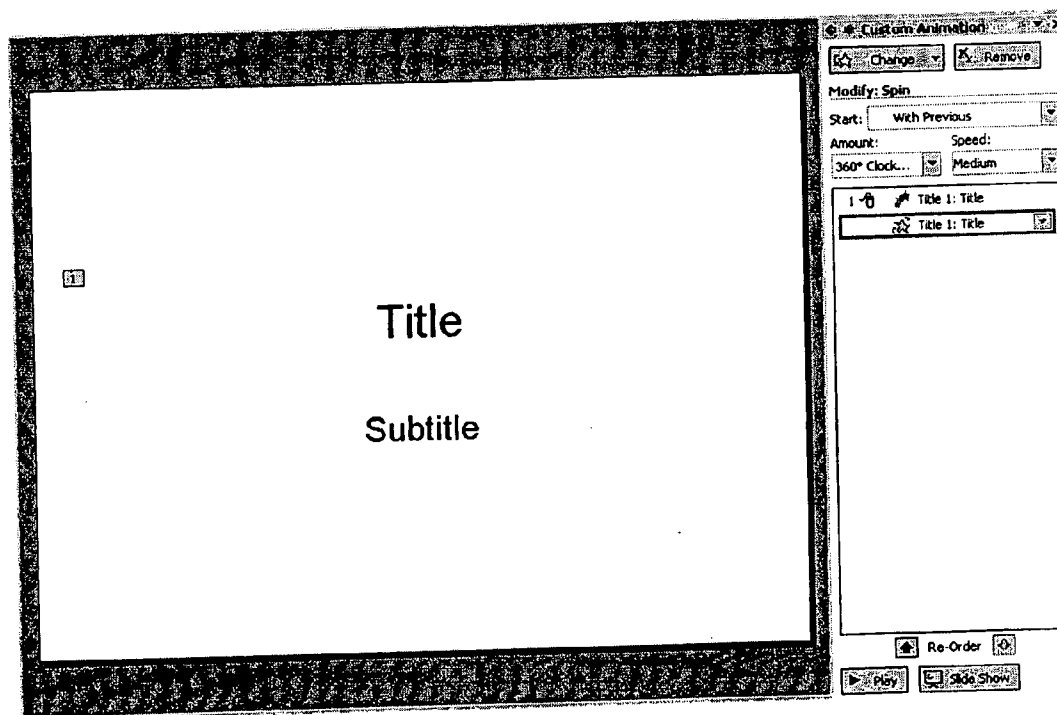 Custom Animation
Change Remove
Modify: Spin
Start: With Previous
Amount: Speed:
360° Clock... Medium
1 Title 1: Title
Title 1: Title
1
Title
Subtitle
Re-Order
Play Slide Show